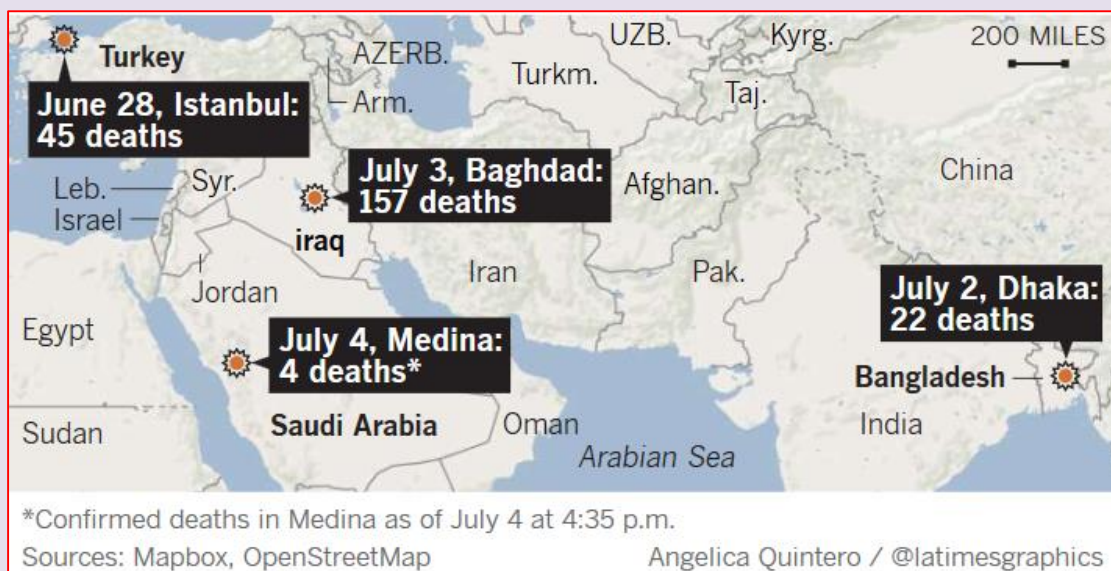 Turkey
AZERB.
UZB.
Kyrg.
200 MILES
Turkm.
Taj.
Arm.
June 28, Istanbul:
45 deaths
July 3, Baghdad:
157 deaths
Afghan.
China
Leb.
Syr.
Israel
iraq
Iran
Pak.
Jordan
July 2, Dhaka:
22 deaths
Egypt
July 4, Medina:
4 deaths*
Bangladesh
Saudi Arabia
Oman
India
Sudan
Arabian Sea
*Confirmed deaths in Medina as of July 4 at 4:35 p.m.
Sources: Mapbox, OpenStreetMap
Angelica Quintero / @latimesgraphics